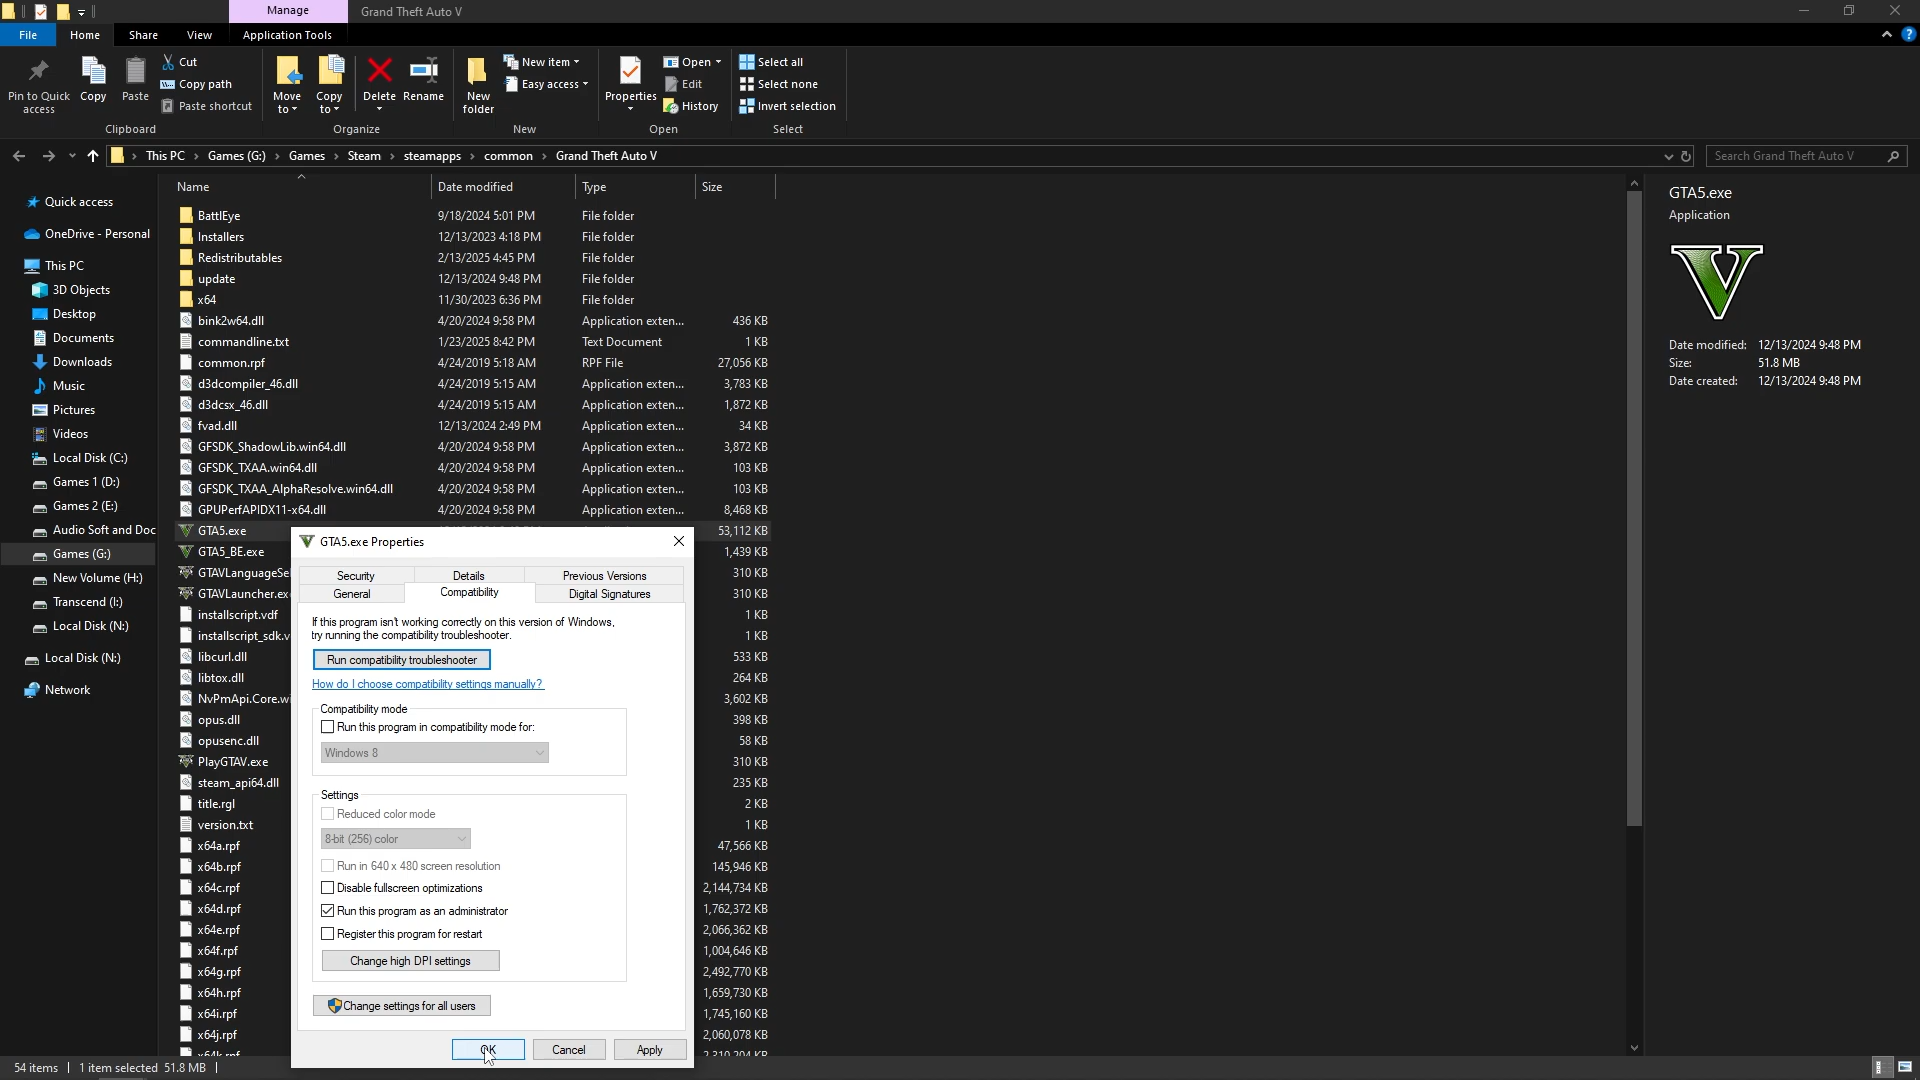 Manage
Grand Theft Auto V
File
Home
Share
View
Application Tools
Pin to Quick access
Copy
Paste
Cut
Copy path
Paste shortcut
Clipboard
Move to
Copy to
Delete
Rename
Organize
New folder
New item
Easy access
New
Properties
Open
Edit
History
Open
Select all
Select none
Invert selection
Select
This PC
Games (G:)
Games
Steam
steamapps
common
Grand Theft Auto V
Search Grand Theft Auto V
Quick access
OneDrive - Personal
This PC
3D Objects
Desktop
Documents
Downloads
Music
Pictures
Videos
Local Disk (C:)
Games 1 (D:)
Games 2 (E:)
Audio Soft and Doc
Games (G:)
New Volume (H:)
Transcend (I:)
Local Disk (N:)
Local Disk (N:)
Network
Name Date modified Type Size
BattlEye 9/18/2024 5:01 PM File folder
Installers 12/13/2023 4:18 PM File folder
Redistributables 2/13/2025 4:45 PM File folder
update 12/13/2024 9:48 PM File folder
x64 11/30/2023 6:36 PM File folder
bink2w64.dll 4/20/2024 9:58 PM Application exten... 436 KB
commandline.txt 1/23/2025 8:42 PM Text Document 1 KB
common.rpf 4/24/2019 5:18 AM RPF File 27,056 KB
d3dcompiler_46.dll 4/24/2019 5:15 AM Application exten... 3,783 KB
d3dcsx_46.dll 4/24/2019 5:15 AM Application exten... 1,872 KB
fvad.dll 12/13/2024 2:49 PM Application exten... 34 KB
GFSDK_ShadowLib.win64.dll 4/20/2024 9:58 PM Application exten... 3,872 KB
GFSDK_TXAA.win64.dll 4/20/2024 9:58 PM Application exten... 103 KB
GFSDK_TXAA_AlphaResolve.win64.dll 4/20/2024 9:58 PM Application exten... 103 KB
GPUPerfAPIDX11-x64.dll 4/20/2024 9:58 PM Application exten... 8,468 KB
GTA5.exe 53,112 KB
GTA5_BE.exe 1,439 KB
GTAVLanguageSe 310 KB
GTAVLauncher.ex 310 KB
installscript.vdf 1 KB
installscript_sdk.v 1 KB
libcurl.dll 533 KB
libtox.dll 264 KB
NvPmApi.Core.wi 3,602 KB
opus.dll 398 KB
opusenc.dll 58 KB
PlayGTAV.exe 310 KB
steam_api64.dll 235 KB
title.rgl 2 KB
version.txt 1 KB
x64a.rpf 47,566 KB
x64b.rpf 145,946 KB
x64c.rpf 2,144,734 KB
x64d.rpf 1,762,372 KB
x64e.rpf 2,066,362 KB
x64f.rpf 1,004,646 KB
x64g.rpf 2,492,770 KB
x64h.rpf 1,659,730 KB
x64i.rpf 1,745,160 KB
x64j.rpf 2,060,078 KB
x64k.rpf 2,310,204 KB
GTA5.exe Properties
Security Details Previous Versions
General Compatibility Digital Signatures
If this program isn't working correctly on this version of Windows,
try running the compatibility troubleshooter.
Run compatibility troubleshooter
How do I choose compatibility settings manually?
Compatibility mode
Run this program in compatibility mode for:
Windows 8
Settings
Reduced color mode
8-bit (256) color
Run in 640 x 480 screen resolution
Disable fullscreen optimizations
Run this program as an administrator
Register this program for restart
Change high DPI settings
Change settings for all users
OK Cancel Apply
GTA5.exe
Application
V
Date modified: 12/13/2024 9:48 PM
Size: 51.8 MB
Date created: 12/13/2024 9:48 PM
54 items 1 item selected 51.8 MB